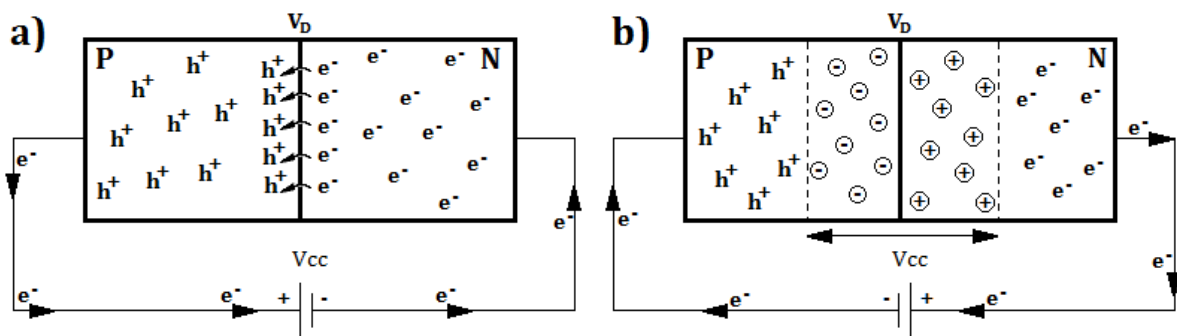 a)
V_D
P
N
h⁺ h⁺ e⁻ e⁻ e⁻
h⁺ h⁺ e⁻ e⁻ e⁻
h⁺ h⁺ h⁺ h⁺ e⁻ e⁻ e⁻
h⁺ e⁻ e⁻
h⁺ h⁺ h⁺ h⁺ e⁻ e⁻ e⁻
e⁻ e⁻
Vcc
e⁻ e⁻ + - e⁻
b)
V_D
P
N
h⁺ - - + + e⁻ e⁻
h⁺ - - + + e⁻ e⁻
h⁺ h⁺ - - + + e⁻ e⁻
h⁺ h⁺ - - + + e⁻ e⁻
h⁺ h⁺ - + + e⁻
e⁻ e⁻
Vcc
e⁻
e⁻ - + e⁻